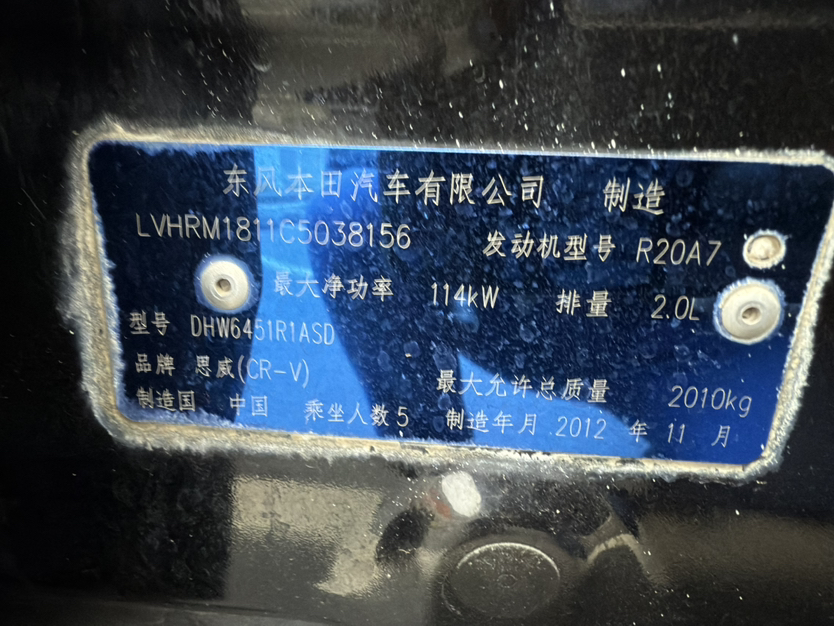 东风本田汽车有限公司 制造
LVHRM1811C5038156
发动机型号 R20A7
最大净功率 114kW 排量 2.0L
型号 DHW6451R1ASD
品牌 思威(CR-V)
最大允许总质量 2010kg
制造国 中国 乘坐人数 5 制造年月 2012 年 11 月